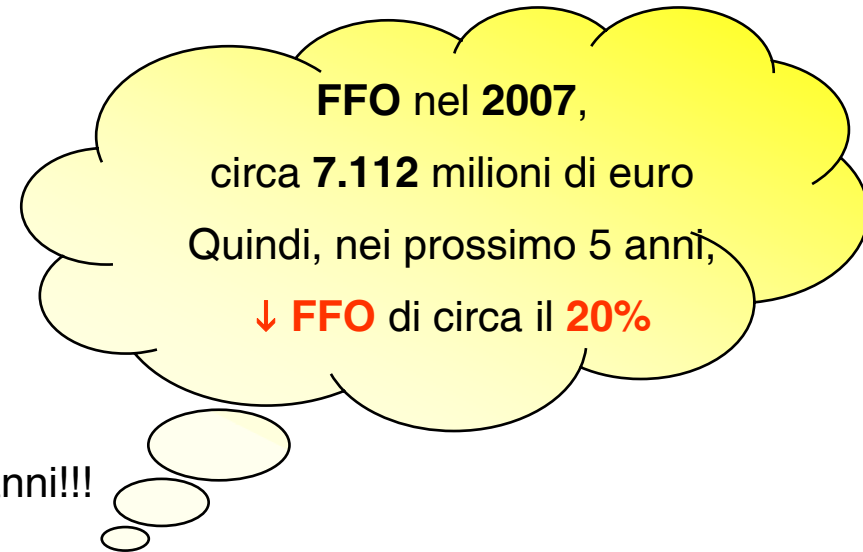 FFO nel 2007,
circa 7.112 milioni di euro
Quindi, nei prossimo 5 anni,
↓ FFO di circa il 20%
nni!!!